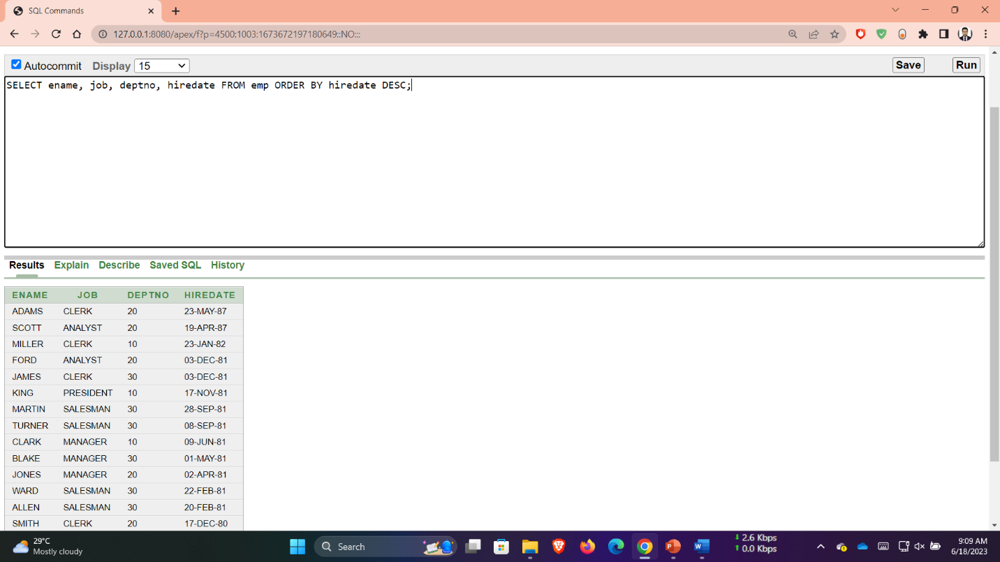 SQL Commands
127.0.0.1:8080/apex/f?p=4500:1003:1673672197180649::NO:::
Autocommit Display 15 Save Run
SELECT ename, job, deptno, hiredate FROM emp ORDER BY hiredate DESC;
Results Explain Describe Saved SQL History
ENAME JOB DEPTNO HIREDATE
ADAMS CLERK 20 23-MAY-87
SCOTT ANALYST 20 19-APR-87
MILLER CLERK 10 23-JAN-82
FORD ANALYST 20 03-DEC-81
JAMES CLERK 30 03-DEC-81
KING PRESIDENT 10 17-NOV-81
MARTIN SALESMAN 30 28-SEP-81
TURNER SALESMAN 30 08-SEP-81
CLARK MANAGER 10 09-JUN-81
BLAKE MANAGER 30 01-MAY-81
JONES MANAGER 20 02-APR-81
WARD SALESMAN 30 22-FEB-81
ALLEN SALESMAN 30 20-FEB-81
SMITH CLERK 20 17-DEC-80
29°C
Mostly cloudy
Search
2.6 Kbps
0.0 Kbps
9:09 AM
6/18/2023